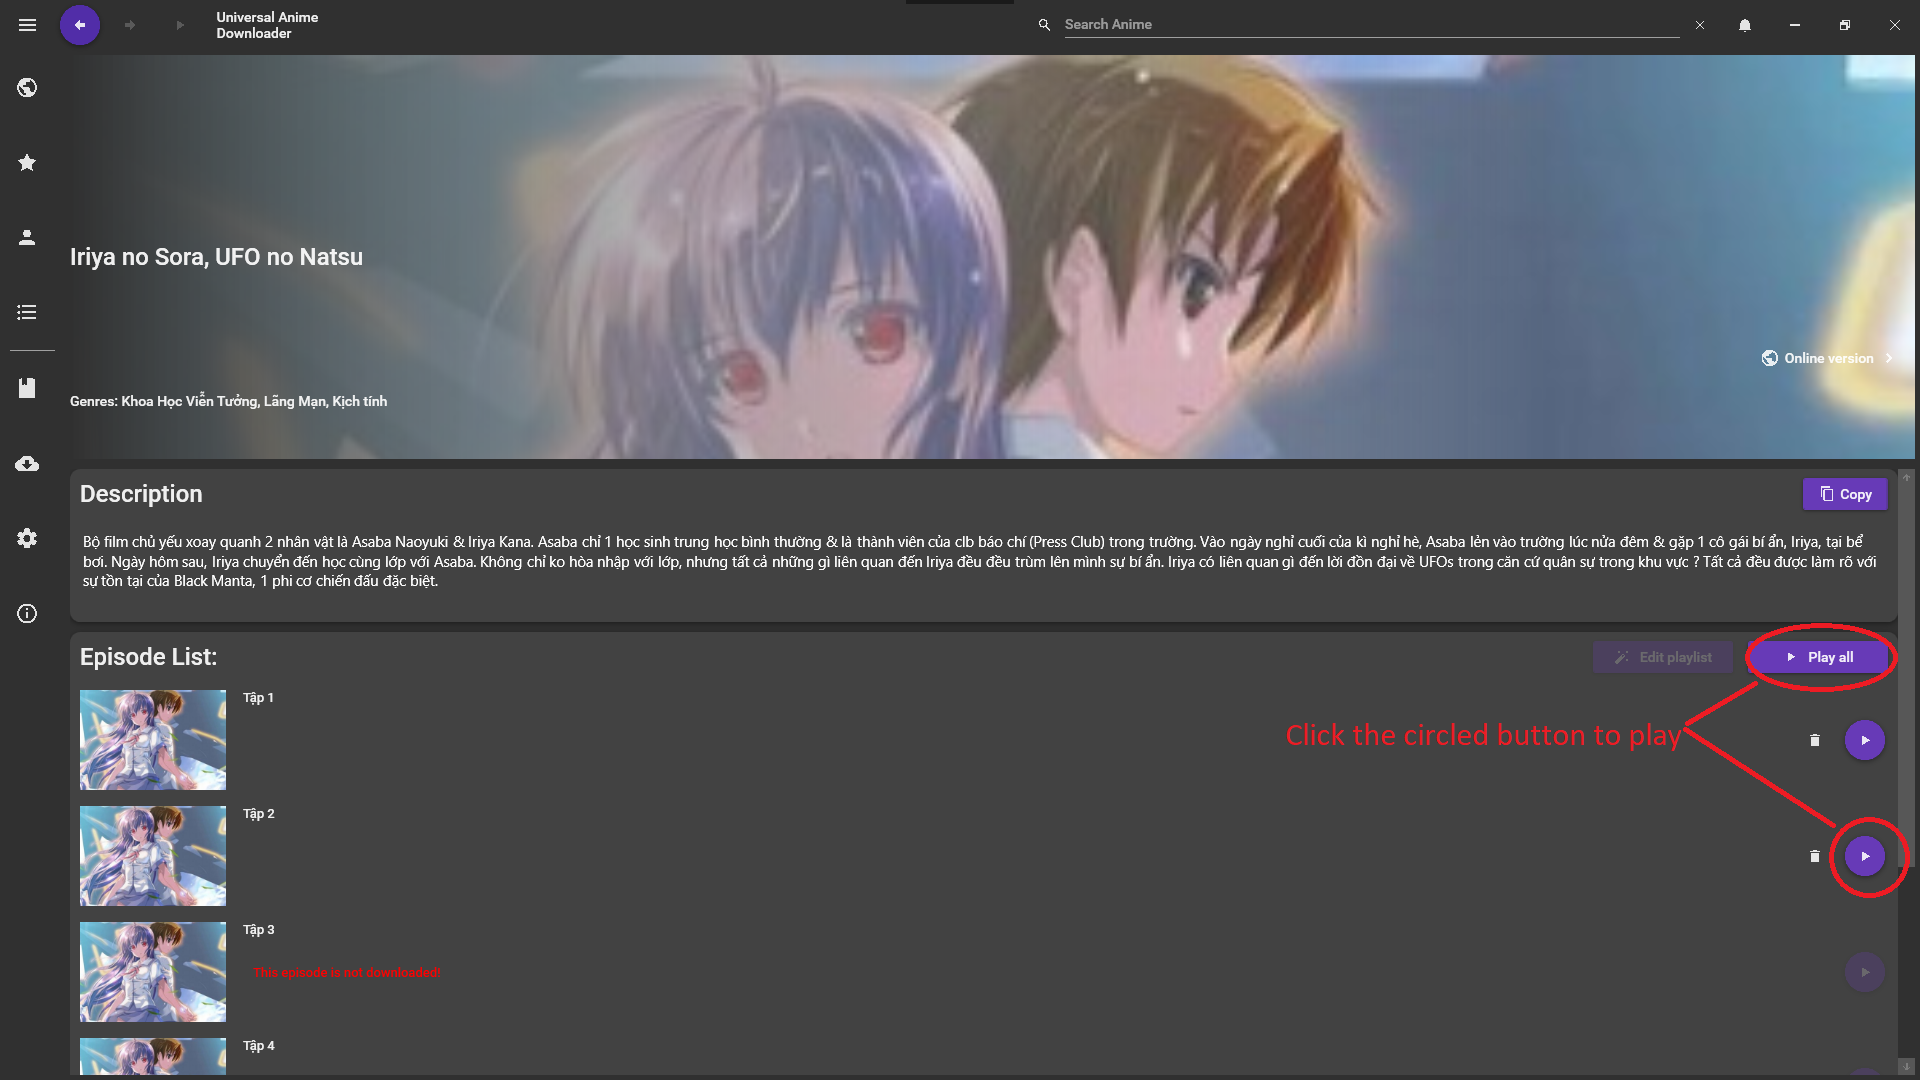 Universal Anime
Downloader
Search Anime
Iriya no Sora, UFO no Natsu
Online version
Genres: Khoa Học Viễn Tưởng, Lãng Mạn, Kịch tính
Description
Copy
Bộ film chủ yếu xoay quanh 2 nhân vật là Asaba Naoyuki & Iriya Kana. Asaba chỉ 1 học sinh trung học bình thường & là thành viên của clb báo chí (Press Club) trong trường. Vào ngày nghỉ cuối của kì nghỉ hè, Asaba lẻn vào trường lúc nửa đêm & gặp 1 cô gái bí ẩn, Iriya, tại bể
bơi. Ngày hôm sau, Iriya chuyển đến học cùng lớp với Asaba. Không chỉ ko hòa nhập với lớp, nhưng tất cả những gì liên quan đến Iriya đều đều trùm lên mình sự bí ẩn. Iriya có liên quan gì đến lời đồn đại về UFOs trong căn cứ quân sự trong khu vực ? Tất cả đều được làm rõ với
sự tồn tại của Black Manta, 1 phi cơ chiến đấu đặc biệt.
Episode List:
Edit playlist
Play all
Tập 1
Click the circled button to play
Tập 2
Tập 3
This episode is not downloaded!
Tập 4